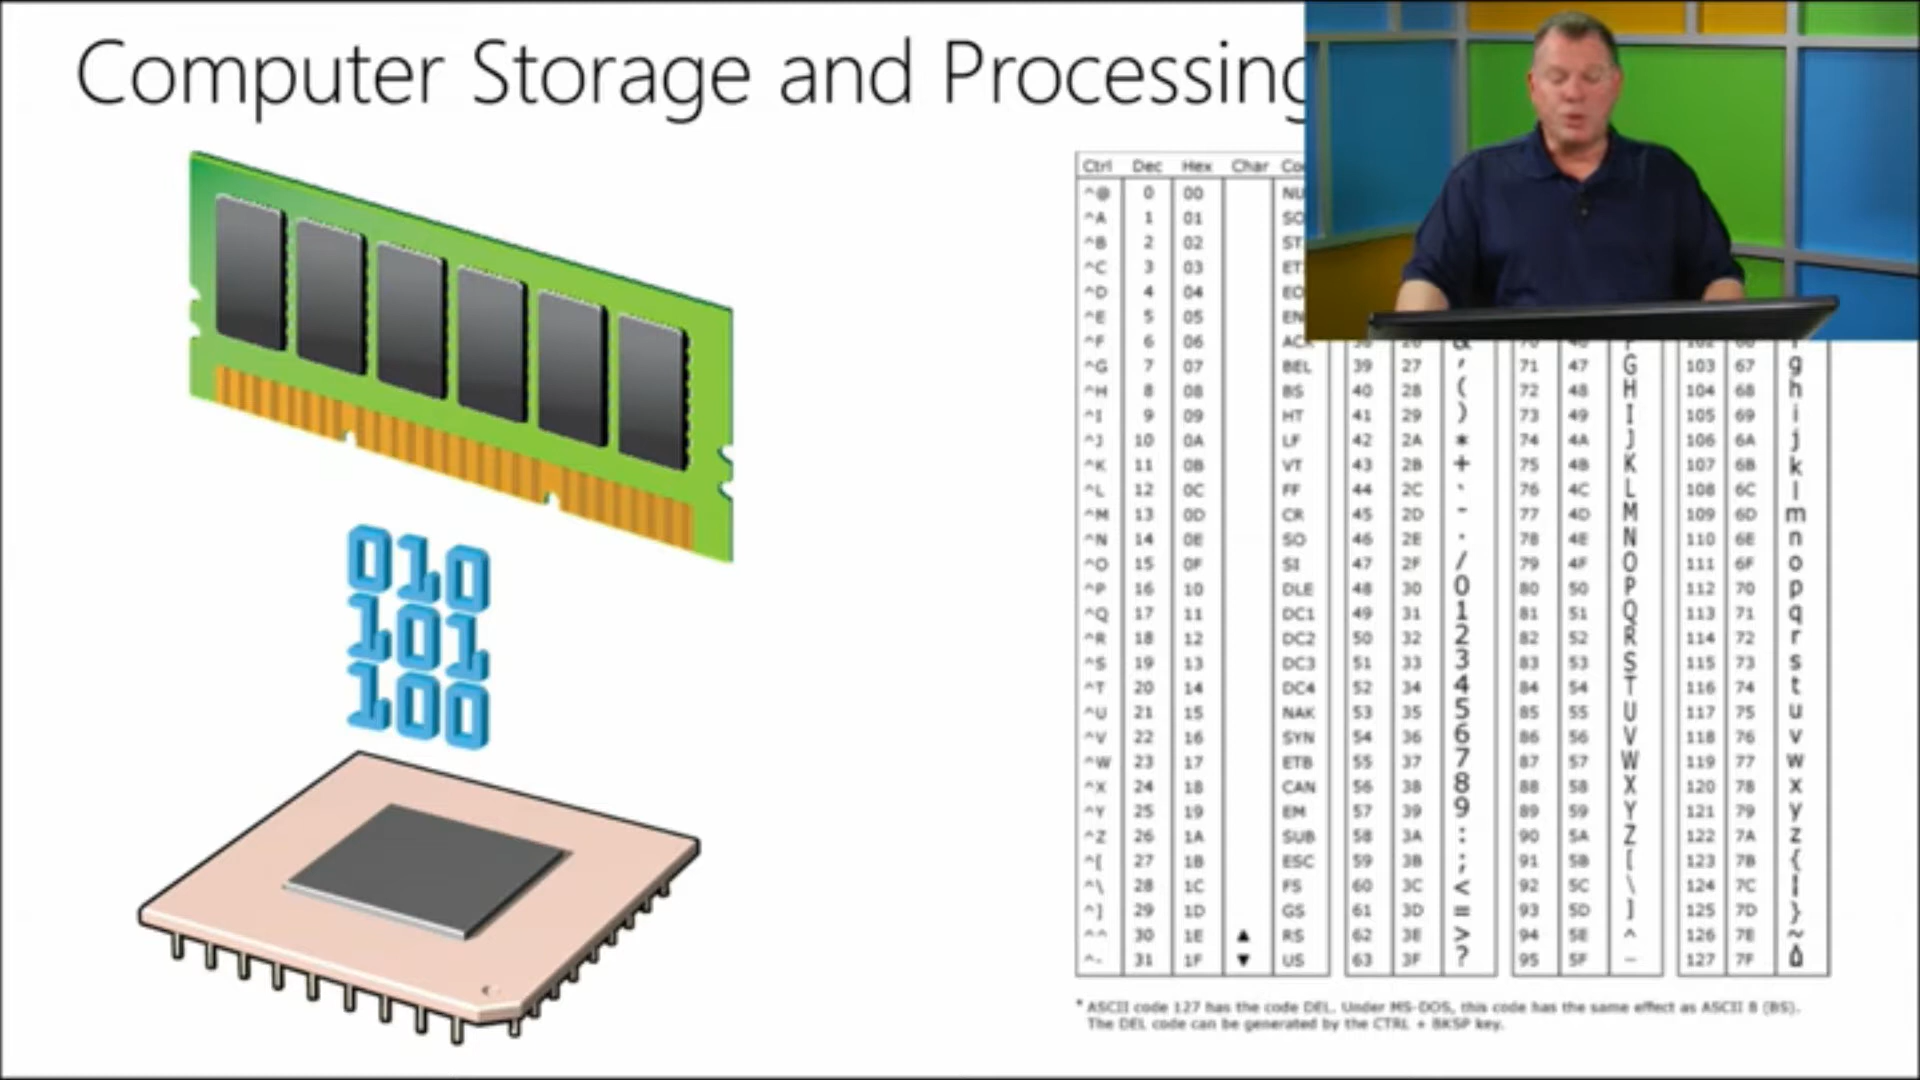 Computer Storage and Processing
Ctrl Dec Hex Char
^@ 0 00
^A 1 01
^B 2 02
^C 3 03
^D 4 04
^E 5 05
^F 6 06
^G 7 07 BEL 39 27 ' 71 47 G 103 67 g
^H 8 08 BS 40 28 ( 72 48 H 104 68 h
^I 9 09 HT 41 29 ) 73 49 I 105 69 i
^J 10 0A LF 42 2A * 74 4A J 106 6A j
^K 11 0B VT 43 2B + 75 4B K 107 6B k
^L 12 0C FF 44 2C ` 76 4C L 108 6C l
^M 13 0D CR 45 2D - 77 4D M 109 6D m
^N 14 0E SO 46 2E . 78 4E N 110 6E n
^O 15 0F SI 47 2F / 79 4F O 111 6F o
^P 16 10 DLE 48 30 0 80 50 P 112 70 p
^Q 17 11 DC1 49 31 1 81 51 Q 113 71 q
^R 18 12 DC2 50 32 2 82 52 R 114 72 r
^S 19 13 DC3 51 33 3 83 53 S 115 73 s
^T 20 14 DC4 52 34 4 84 54 T 116 74 t
^U 21 15 NAK 53 35 5 85 55 U 117 75 u
^V 22 16 SYN 54 36 6 86 56 V 118 76 v
^W 23 17 ETB 55 37 7 87 57 W 119 77 w
^X 24 18 CAN 56 38 8 88 58 X 120 78 x
^Y 25 19 EM 57 39 9 89 59 Y 121 79 y
^Z 26 1A SUB 58 3A : 90 5A Z 122 7A z
^[ 27 1B ESC 59 3B ; 91 5B [ 123 7B {
^\ 28 1C FS 60 3C < 92 5C \ 124 7C |
^] 29 1D GS 61 3D = 93 5D ] 125 7D }
^^ 30 1E ▲ RS 62 3E > 94 5E ^ 126 7E ~
^- 31 1F ▼ US 63 3F ? 95 5F _ 127 7F ⌂
* ASCII code 127 has the code DEL. Under MS-DOS, this code has the same effect as ASCII 8 (BS).
The DEL code can be generated by the CTRL + BKSP key.
010
101
100